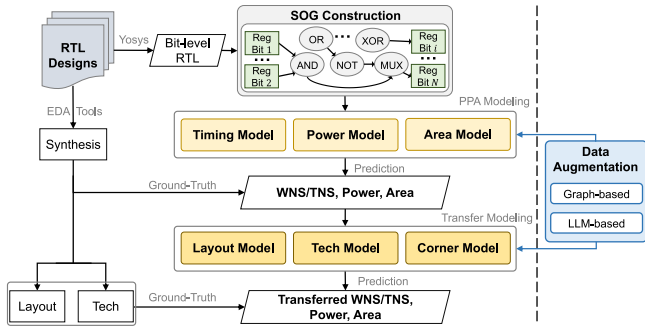 SOG Construction
RTL
Designs
Yosys
Bit-level
RTL
Reg
Bit 1
OR
XOR
Reg
Bit i
Reg
Bit 2
AND
NOT
MUX
Reg
Bit N
EDA Tools
PPA Modeling
Synthesis
Timing Model
Power Model
Area Model
Data
Augmentation
Graph-based
LLM-based
Prediction
Ground-Truth
WNS/TNS, Power, Area
Transfer Modeling
Layout Model
Tech Model
Corner Model
Prediction
Layout
Tech
Ground-Truth
Transferred WNS/TNS,
Power, Area